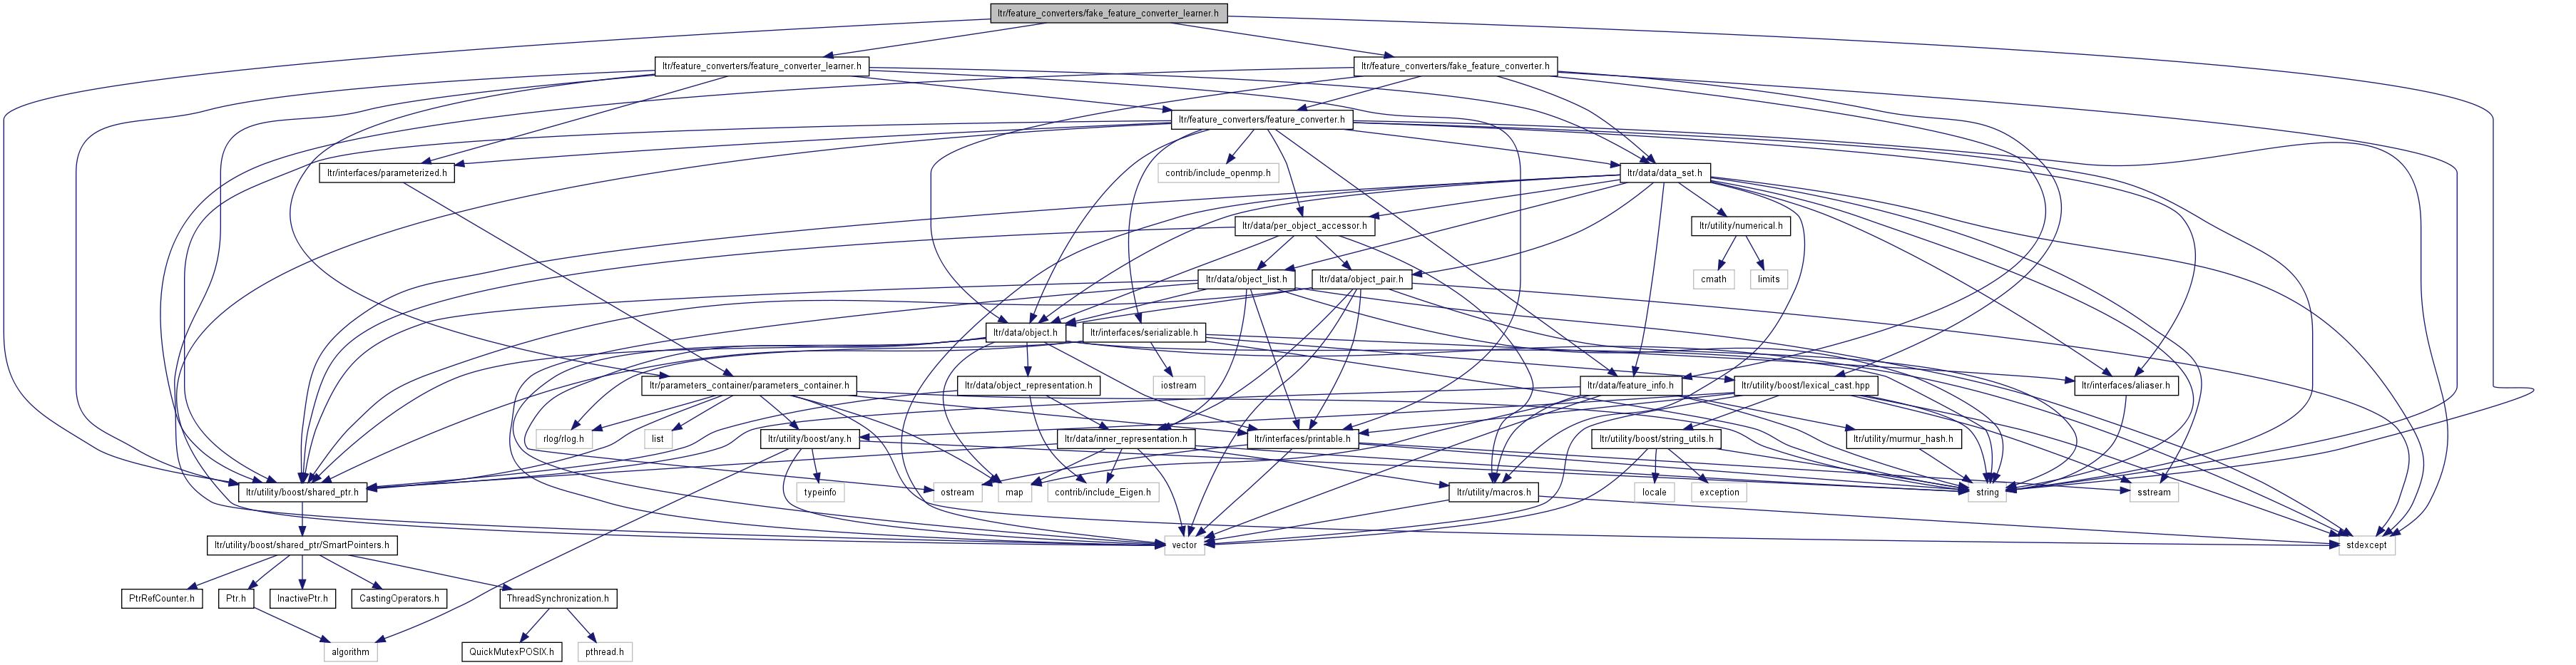 ltr/feature_converters/fake_feature_converter_learner.h
ltr/feature_converters/feature_converter_learner.h
ltr/feature_converters/fake_feature_converter.h
ltr/feature_converters/feature_converter.h
ltr/interfaces/parameterized.h
contrib/include_openmp.h
ltr/data/data_set.h
ltr/data/per_object_accessor.h
ltr/utility/numerical.h
ltr/data/object_list.h
ltr/data/object_pair.h
cmath
limits
ltr/data/object.h
ltr/interfaces/serializable.h
ltr/parameters_container/parameters_container.h
ltr/data/object_representation.h
iostream
ltr/data/feature_info.h
ltr/utility/boost/lexical_cast.hpp
ltr/interfaces/aliaser.h
rlog/rlog.h
list
ltr/utility/boost/any.h
ltr/data/inner_representation.h
ltr/interfaces/printable.h
ltr/utility/boost/string_utils.h
ltr/utility/murmur_hash.h
ltr/utility/boost/shared_ptr.h
typeinfo
ostream
map
contrib/include_Eigen.h
ltr/utility/macros.h
locale
exception
string
sstream
ltr/utility/boost/shared_ptr/SmartPointers.h
vector
stdexcept
PtrRefCounter.h
Ptr.h
InactivePtr.h
CastingOperators.h
ThreadSynchronization.h
algorithm
QuickMutexPOSIX.h
pthread.h